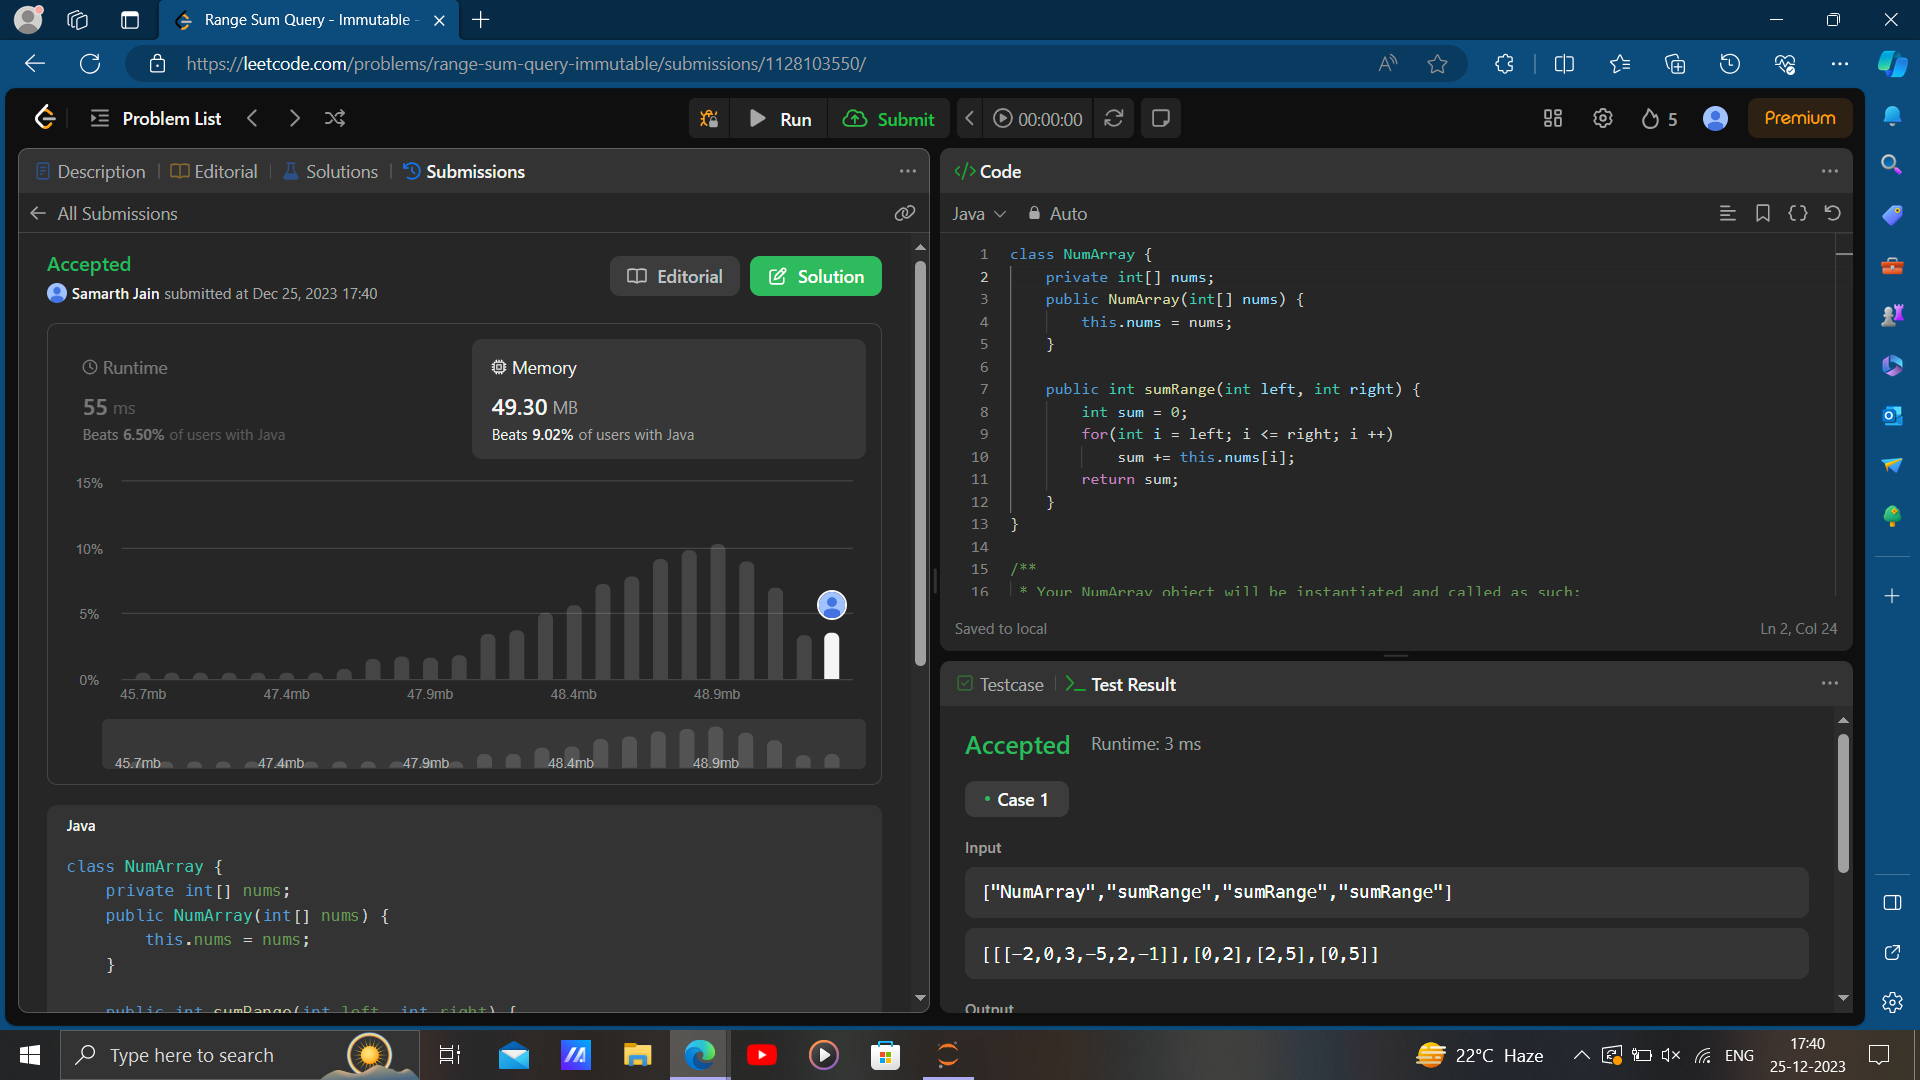 Range Sum Query - Immutable -
https://leetcode.com/problems/range-sum-query-immutable/submissions/1128103550/
Problem List
Run
Submit
00:00:00
5
Premium
Description
Editorial
Solutions
Submissions
All Submissions
Accepted
Samarth Jain submitted at Dec 25, 2023 17:40
Editorial
Solution
Runtime
55 ms
Beats 6.50% of users with Java
Memory
49.30 MB
Beats 9.02% of users with Java
15%
10%
5%
0%
45.7mb 47.4mb 47.9mb 48.4mb 48.9mb
45.7mb 47.4mb 47.9mb 48.4mb 48.9mb
Java
class NumArray {
    private int[] nums;
    public NumArray(int[] nums) {
        this.nums = nums;
    }
    public int sumRange(int left, int right) {
Code
Java
Auto
1 class NumArray {
2     private int[] nums;
3     public NumArray(int[] nums) {
4         this.nums = nums;
5     }
6
7     public int sumRange(int left, int right) {
8         int sum = 0;
9         for(int i = left; i <= right; i ++)
10             sum += this.nums[i];
11         return sum;
12     }
13 }
14
15 /**
16  * Your NumArray object will be instantiated and called as such:
Saved to local
Ln 2, Col 24
Testcase
Test Result
Accepted
Runtime: 3 ms
• Case 1
Input
["NumArray","sumRange","sumRange","sumRange"]
[[[-2,0,3,-5,2,-1]],[0,2],[2,5],[0,5]]
Output
Type here to search
22°C Haze
ENG
17:40
25-12-2023